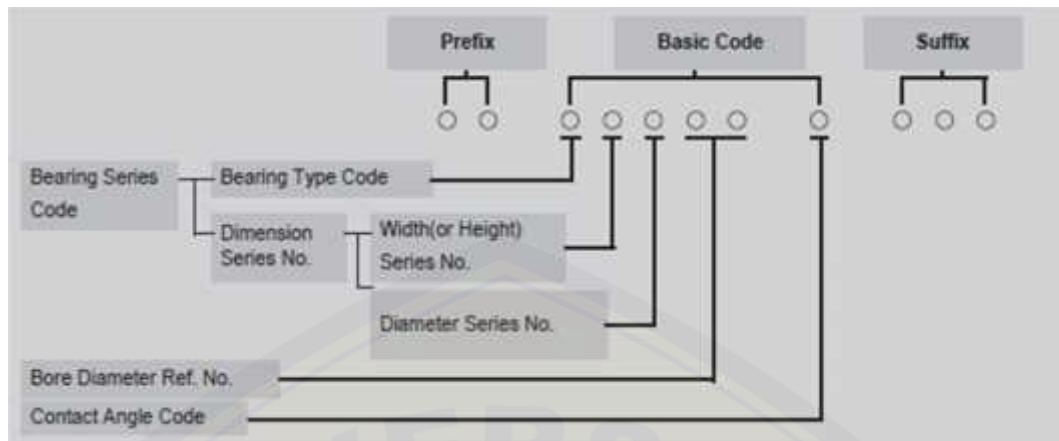 Prefix
Basic Code
Suffix
Bearing Series
Code
Bearing Type Code
Dimension
Series No.
Width(or Height)
Series No.
Diameter Series No.
Bore Diameter Ref. No.
Contact Angle Code